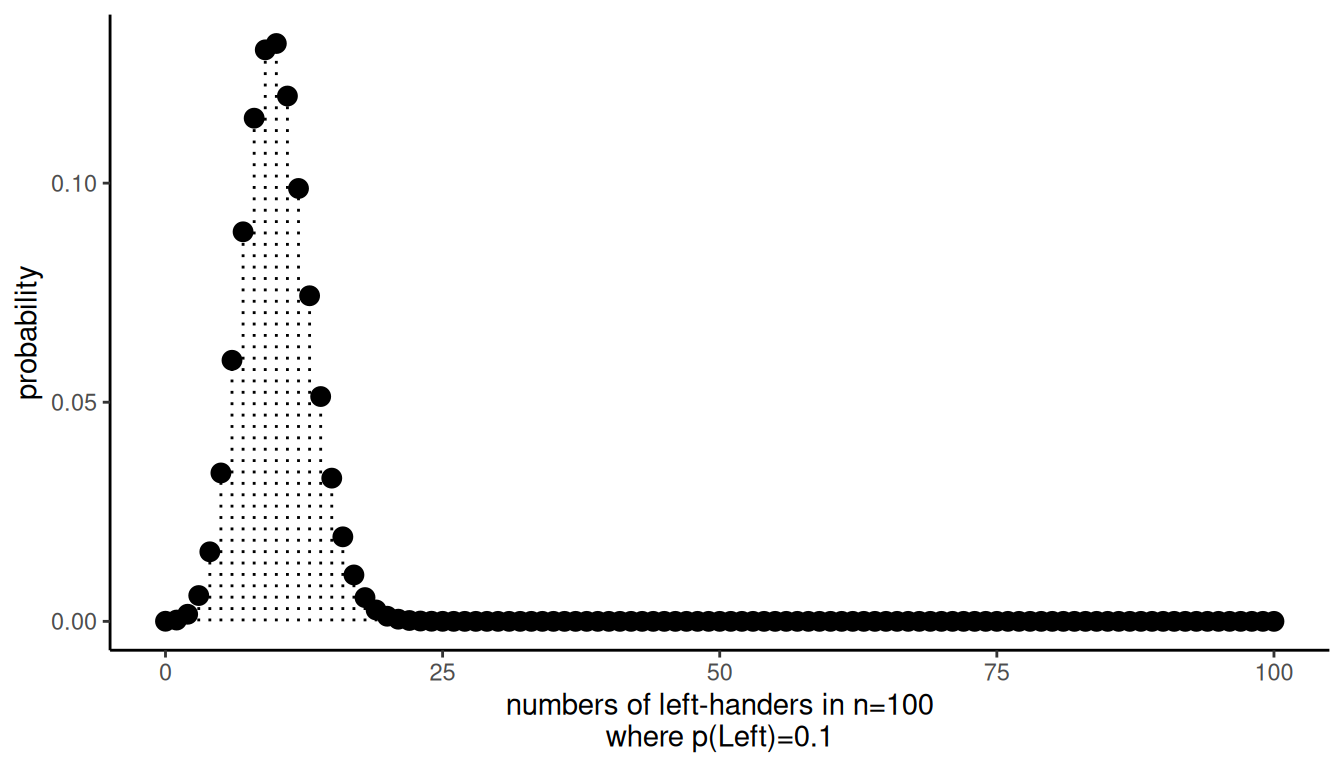 probability
0.10
0.05
0.00
0 25 50 75 100
numbers of left-handers in n=100
where p(Left)=0.1